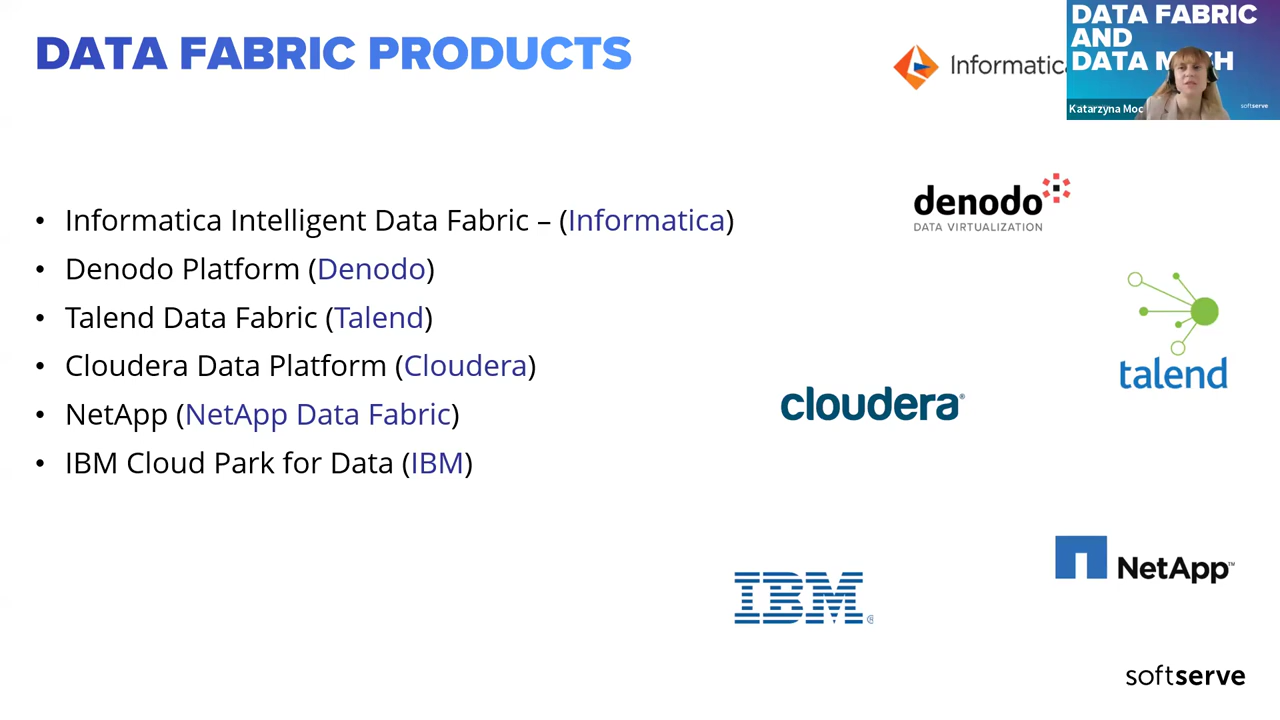 DATA FABRIC PRODUCTS
Informatica
DATA FABRIC
AND
DATA M
Katarzyna Moc
softserve
denodo
DATA VIRTUALIZATION
• Informatica Intelligent Data Fabric – (Informatica)
• Denodo Platform (Denodo)
• Talend Data Fabric (Talend)
• Cloudera Data Platform (Cloudera)
• NetApp (NetApp Data Fabric)
• IBM Cloud Park for Data (IBM)
talend
cloudera®
NetApp™
IBM®
softserve